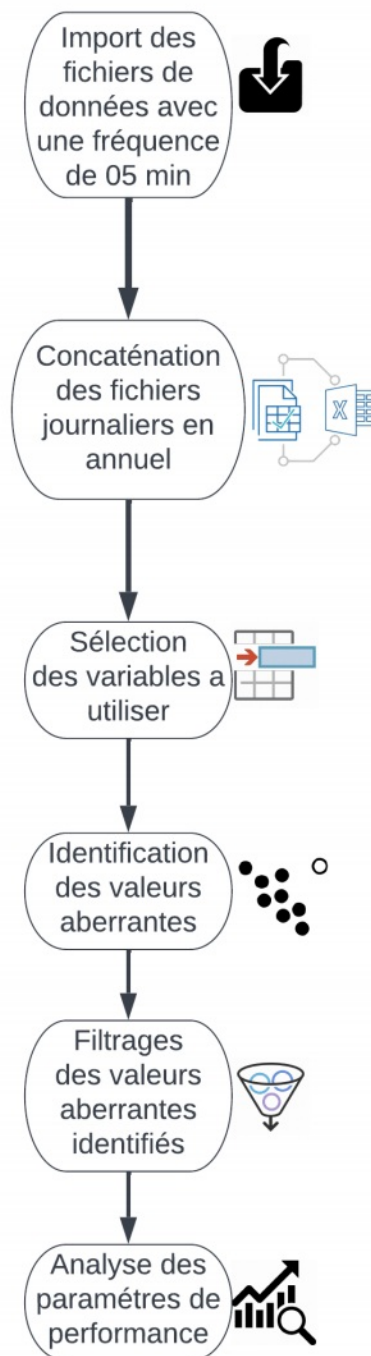 Import des
fichiers de
données avec
une fréquence
de 05 min
Concaténation
des fichiers
journaliers en
annuel
X
Sélection
des variables a
utiliser
Identification
des valeurs
aberrantes
Filtrages
des valeurs
aberrantes
identifiés
Analyse des
paramétres de
performance